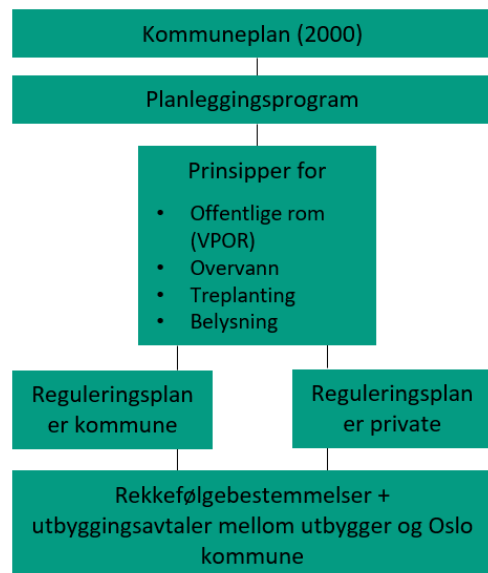 Kommuneplan (2000)
Planleggingsprogram
Prinsipper for
• Offentlige rom
(VPOR)
• Overvann
• Treplanting
• Belysning
Reguleringsplan
er kommune
Reguleringsplan
er private
Rekkefølgebestemmelser +
utbyggingsavtaler mellom utbygger og Oslo
kommune